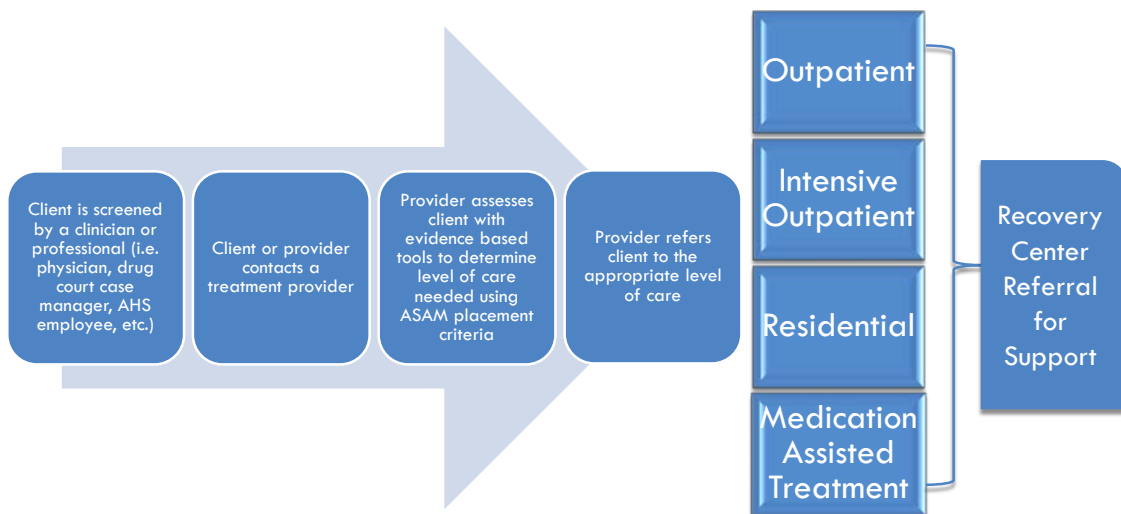 Client is screened
by a clinician or
professional (i.e.
physician, drug
court case
manager, AHS
employee, etc.)
Client or provider
contacts a
treatment provider
Provider assesses
client with
evidence based
tools to determine
level of care
needed using
ASAM placement
criteria
Provider refers
client to the
appropriate level
of care
Outpatient
Intensive
Outpatient
Residential
Medication
Assisted
Treatment
Recovery
Center
Referral
for
Support